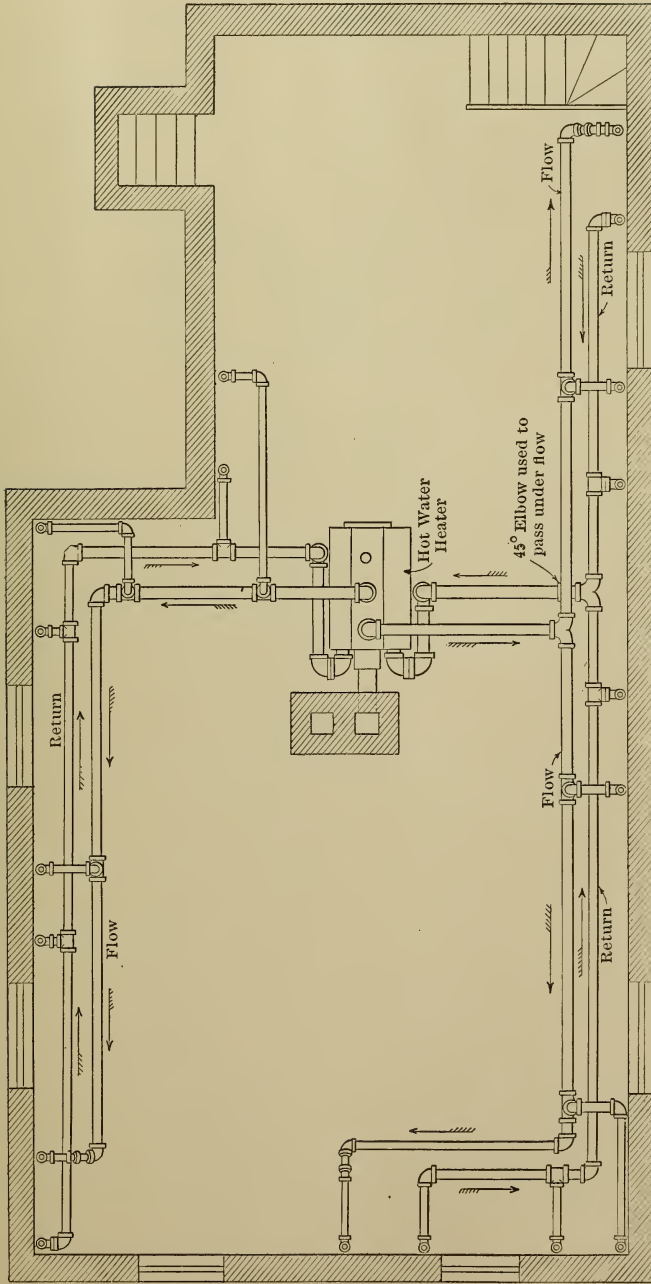 Flow
Return
45° Elbow used to
pass under flow
Hot Water
Heater
Return
Flow
Flow
Return